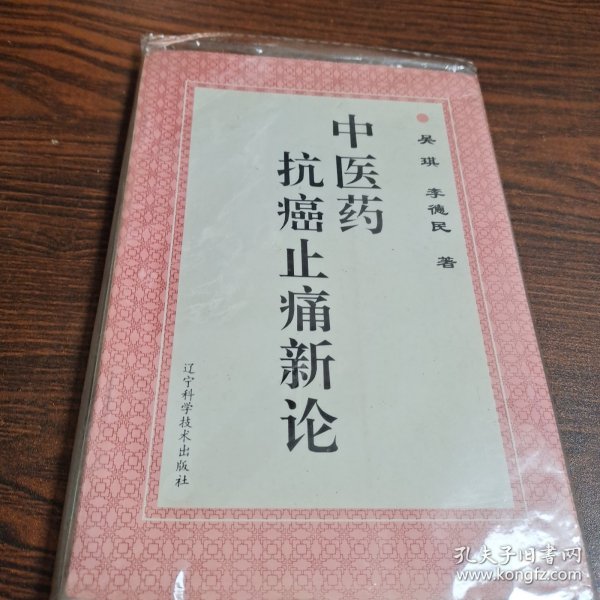 吴琪 李德民 著
中医药
抗癌止痛新论
辽宁科学技术出版社
孔夫子旧书网
www.kongfz.com